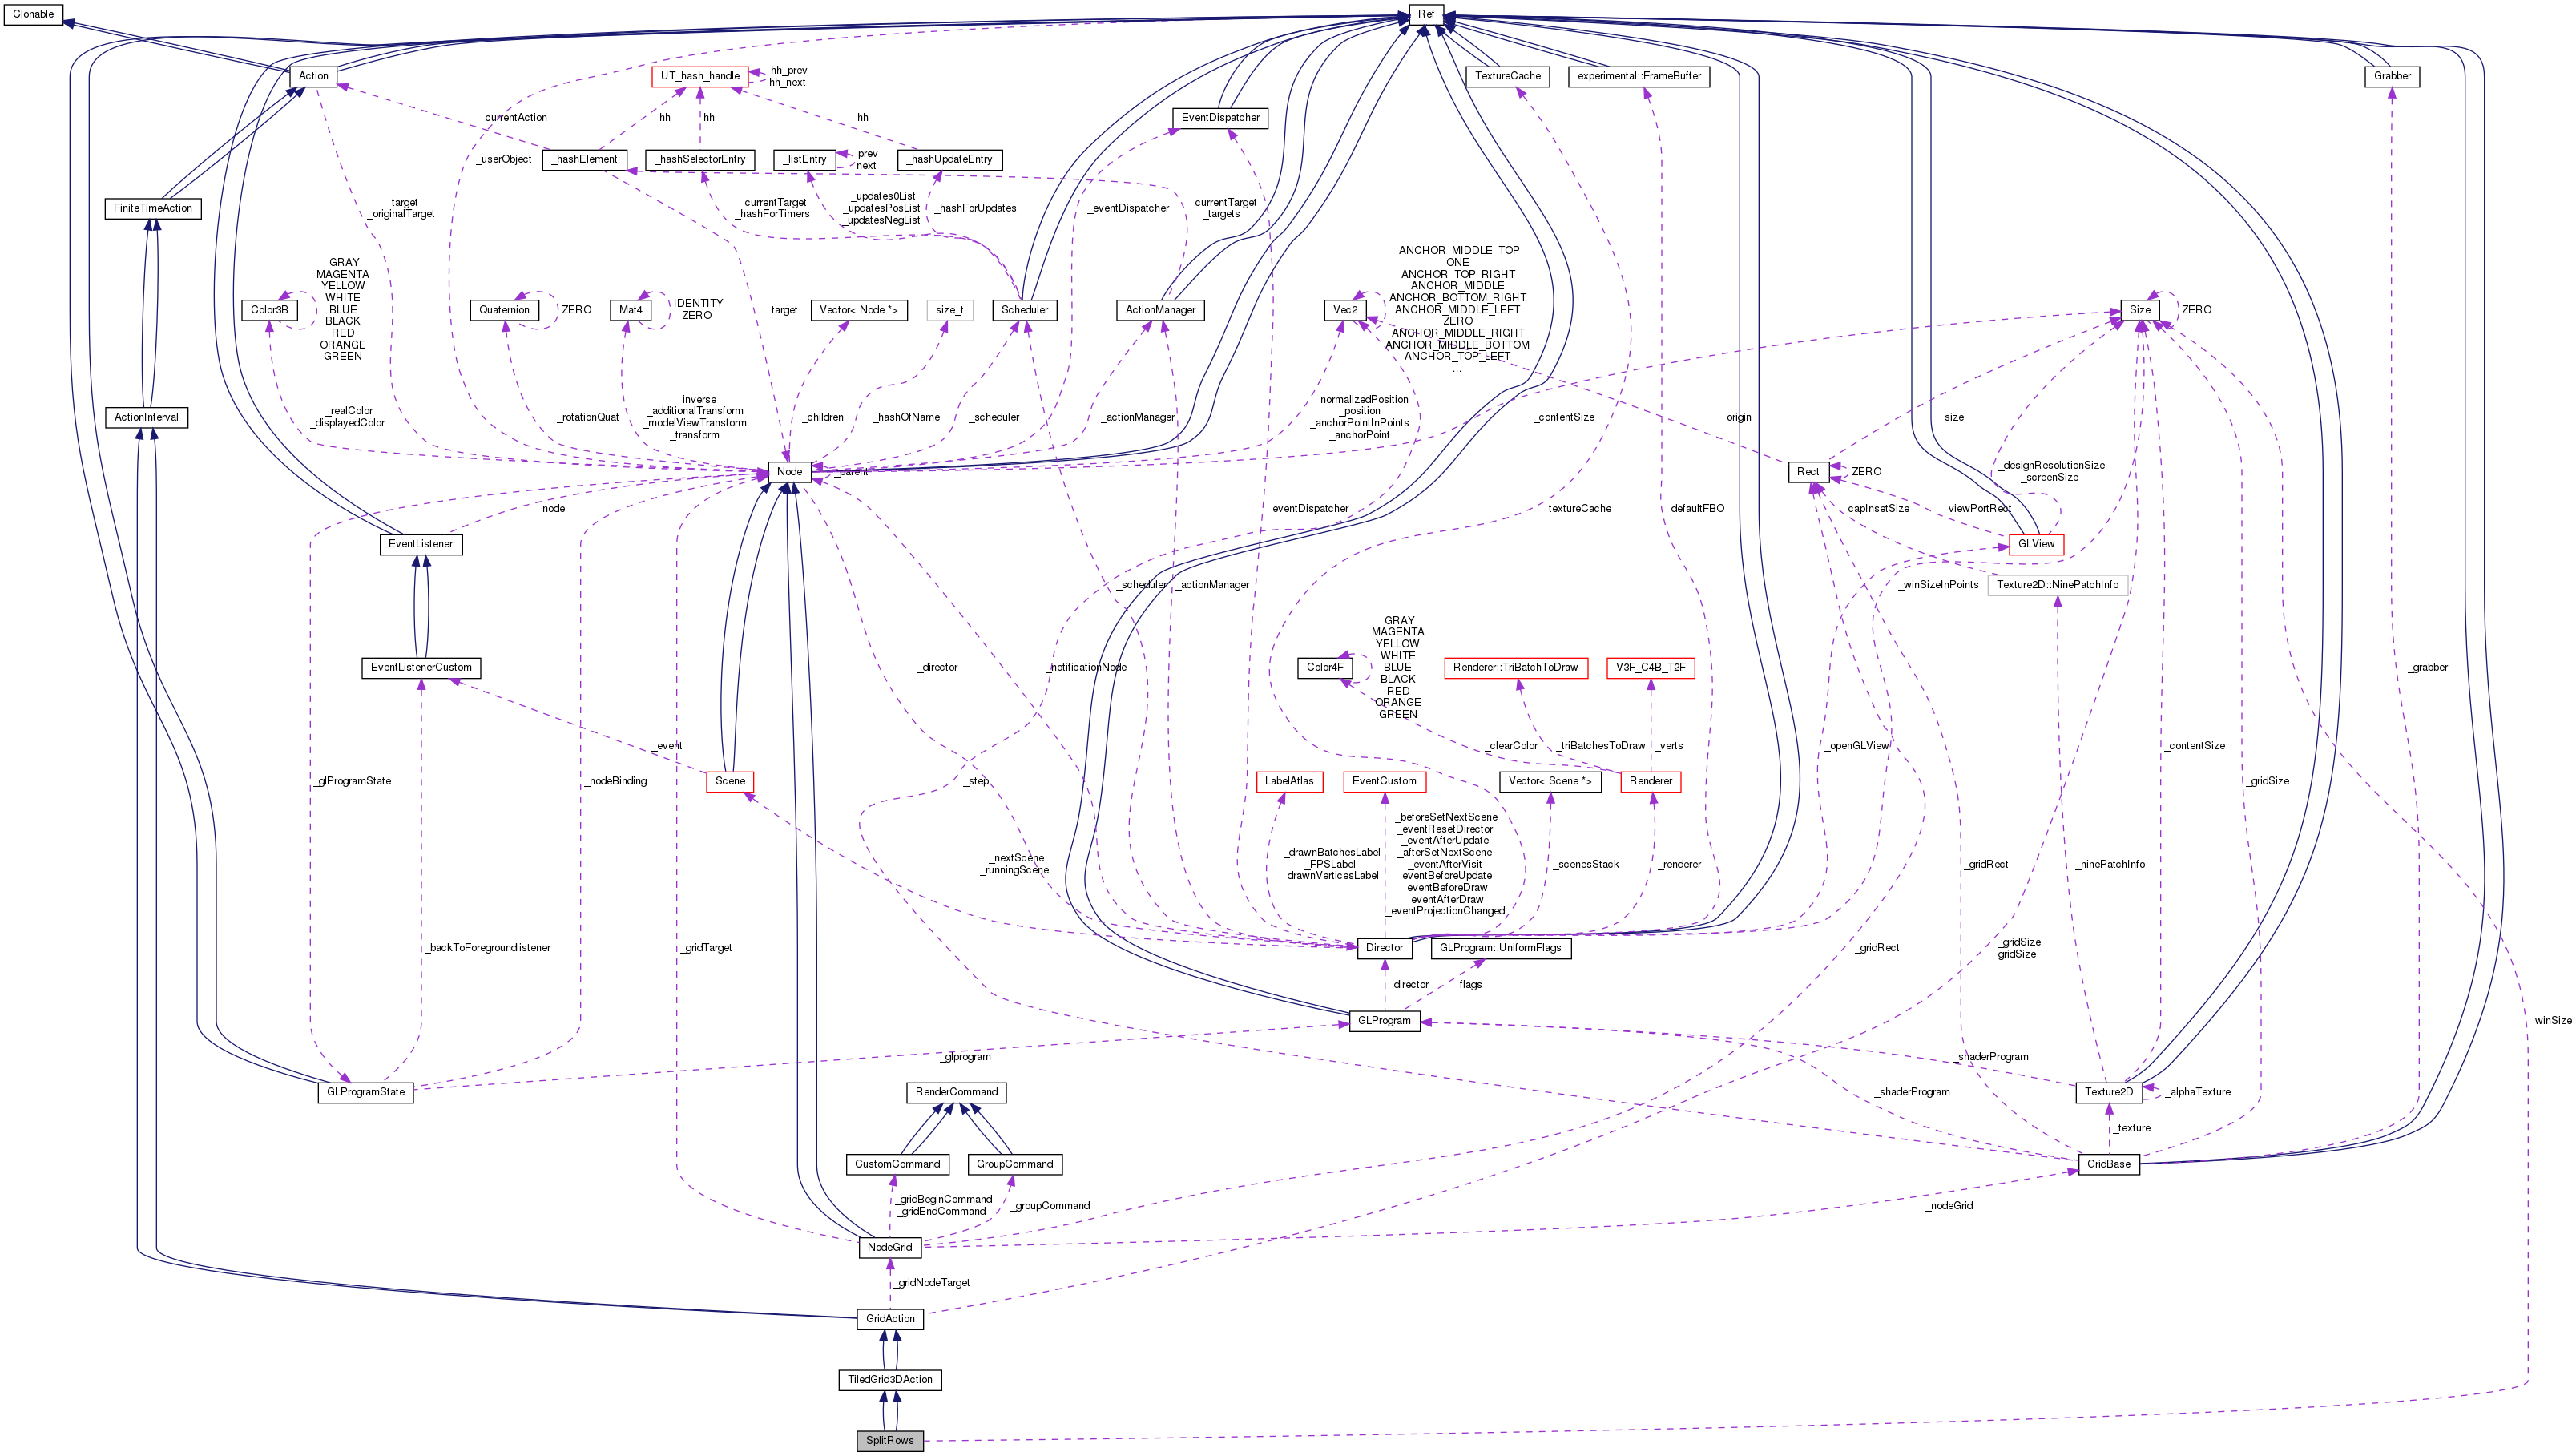 Clonable
Ref
Action
UT_hash_handle
hh_prev
hh_next
TextureCache
experimental::FrameBuffer
Grabber
currentAction
hh
hh
EventDispatcher
hh
_userObject
_hashElement
_hashSelectorEntry
_listEntry
prev
next
_hashUpdateEntry
FiniteTimeAction
_target
_originalTarget
_currentTarget
_hashForTimers
_updates0List
_updatesPosList
_updatesNegList
_hashForUpdates
_eventDispatcher
_currentTarget
_targets
GRAY
MAGENTA
YELLOW
WHITE
BLUE
BLACK
RED
ORANGE
GREEN
ANCHOR_MIDDLE_TOP
ONE
ANCHOR_TOP_RIGHT
ANCHOR_MIDDLE
ANCHOR_BOTTOM_RIGHT
ANCHOR_MIDDLE_LEFT
ZERO
ANCHOR_MIDDLE_RIGHT
ANCHOR_MIDDLE_BOTTOM
ANCHOR_TOP_LEFT
...
Color3B
Quaternion
ZERO
Mat4
IDENTITY
ZERO
target
Vector< Node *>
size_t
Scheduler
ActionManager
Vec2
Size
ZERO
ActionInterval
_realColor
_displayedColor
_rotationQuat
_inverse
_additionalTransform
_modelViewTransform
_transform
_children
_hashOfName
_scheduler
_actionManager
_normalizedPosition
_position
_anchorPointInPoints
_anchorPoint
_contentSize
origin
size
Node
_parent
Rect
ZERO
_designResolutionSize
_screenSize
_node
_eventDispatcher
_textureCache
_defaultFBO
capInsetSize
_viewPortRect
EventListener
GLView
_scheduler
_actionManager
_winSizeInPoints
Texture2D::NinePatchInfo
GRAY
MAGENTA
YELLOW
WHITE
BLUE
BLACK
RED
ORANGE
GREEN
EventListenerCustom
_director
_notificationNode
Color4F
Renderer::TriBatchToDraw
V3F_C4B_T2F
_grabber
_event
_clearColor
_triBatchesToDraw
_verts
_openGLView
_contentSize
_glProgramState
_nodeBinding
Scene
_step
LabelAtlas
EventCustom
Vector< Scene *>
Renderer
_gridSize
_nextScene
_runningScene
_drawnBatchesLabel
_FPSLabel
_drawnVerticesLabel
_beforeSetNextScene
_eventResetDirector
_eventAfterUpdate
_afterSetNextScene
_eventAfterVisit
_eventBeforeUpdate
_eventBeforeDraw
_eventAfterDraw
_eventProjectionChanged
_scenesStack
_renderer
_gridRect
_ninePatchInfo
_backToForegroundlistener
_gridTarget
Director
GLProgram::UniformFlags
_gridRect
_gridSize
gridSize
_director
_flags
GLProgram
_winSize
_glprogram
_shaderProgram
GLProgramState
RenderCommand
_shaderProgram
Texture2D
_alphaTexture
_texture
CustomCommand
GroupCommand
GridBase
_gridBeginCommand
_gridEndCommand
_groupCommand
_nodeGrid
NodeGrid
_gridNodeTarget
GridAction
TiledGrid3DAction
SplitRows